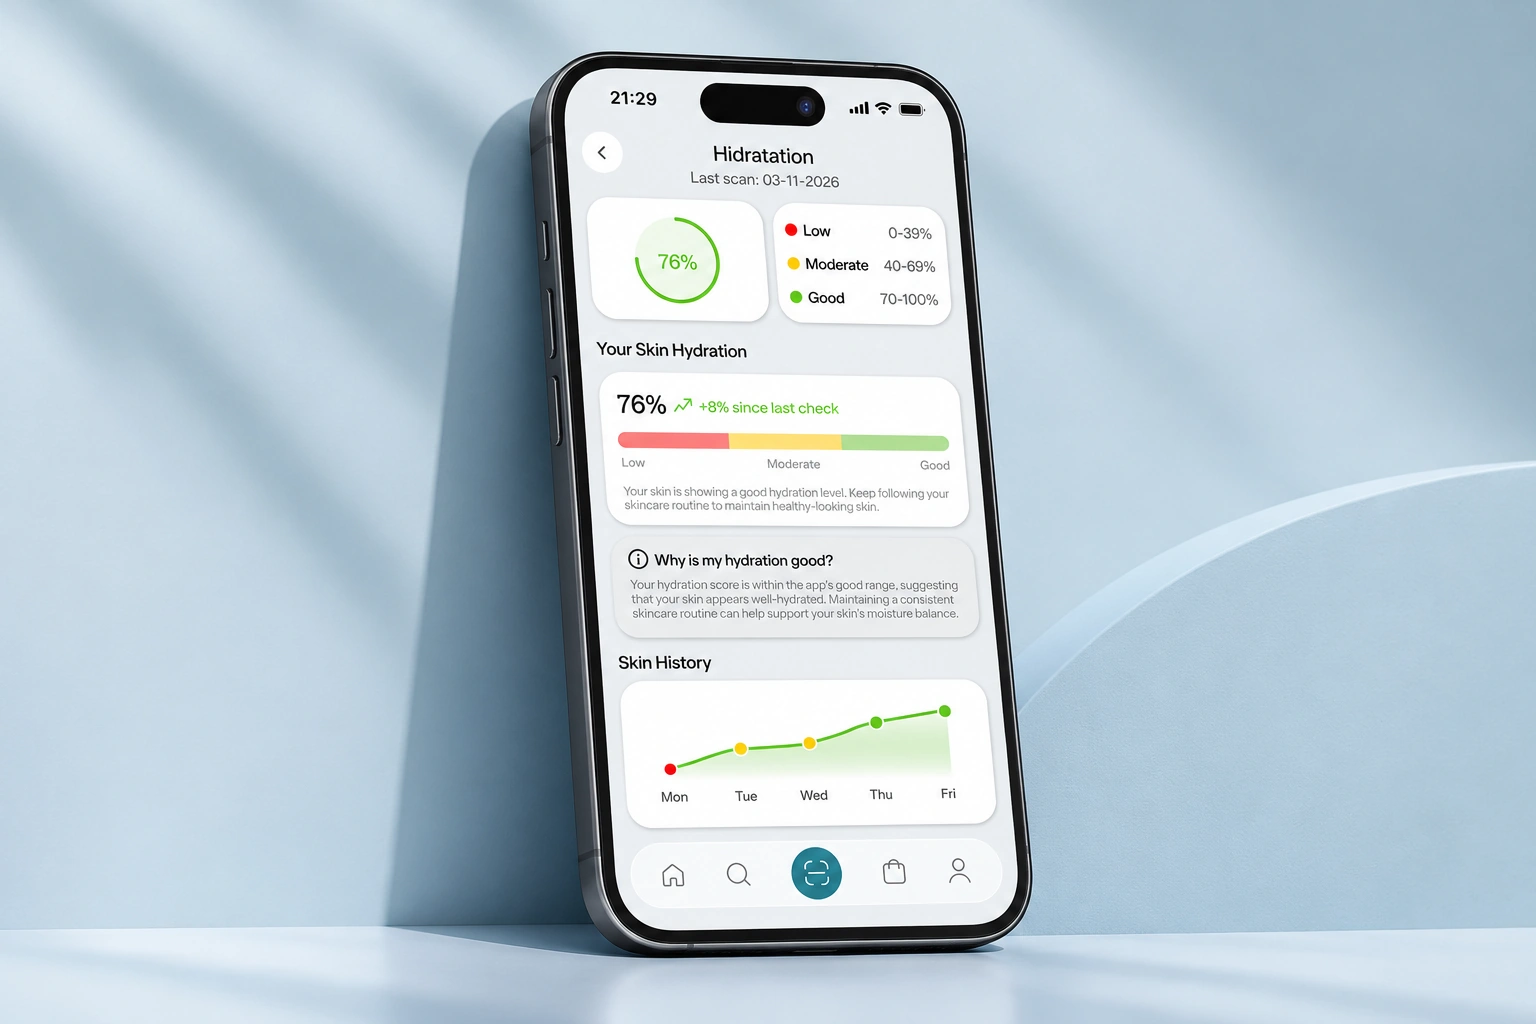 21:29
Hidratation
Last scan: 03-11-2026
76%
Low 0-39%
Moderate 40-69%
Good 70-100%
Your Skin Hydration
76% +8% since last check
Low Moderate Good
Your skin is showing a good hydration level. Keep following your
skincare routine to maintain healthy-looking skin.
Why is my hydration good?
Your hydration score is within the app's good range, suggesting
that your skin appears well-hydrated. Maintaining a consistent
skincare routine can help support your skin's moisture balance.
Skin History
Mon Tue Wed Thu Fri